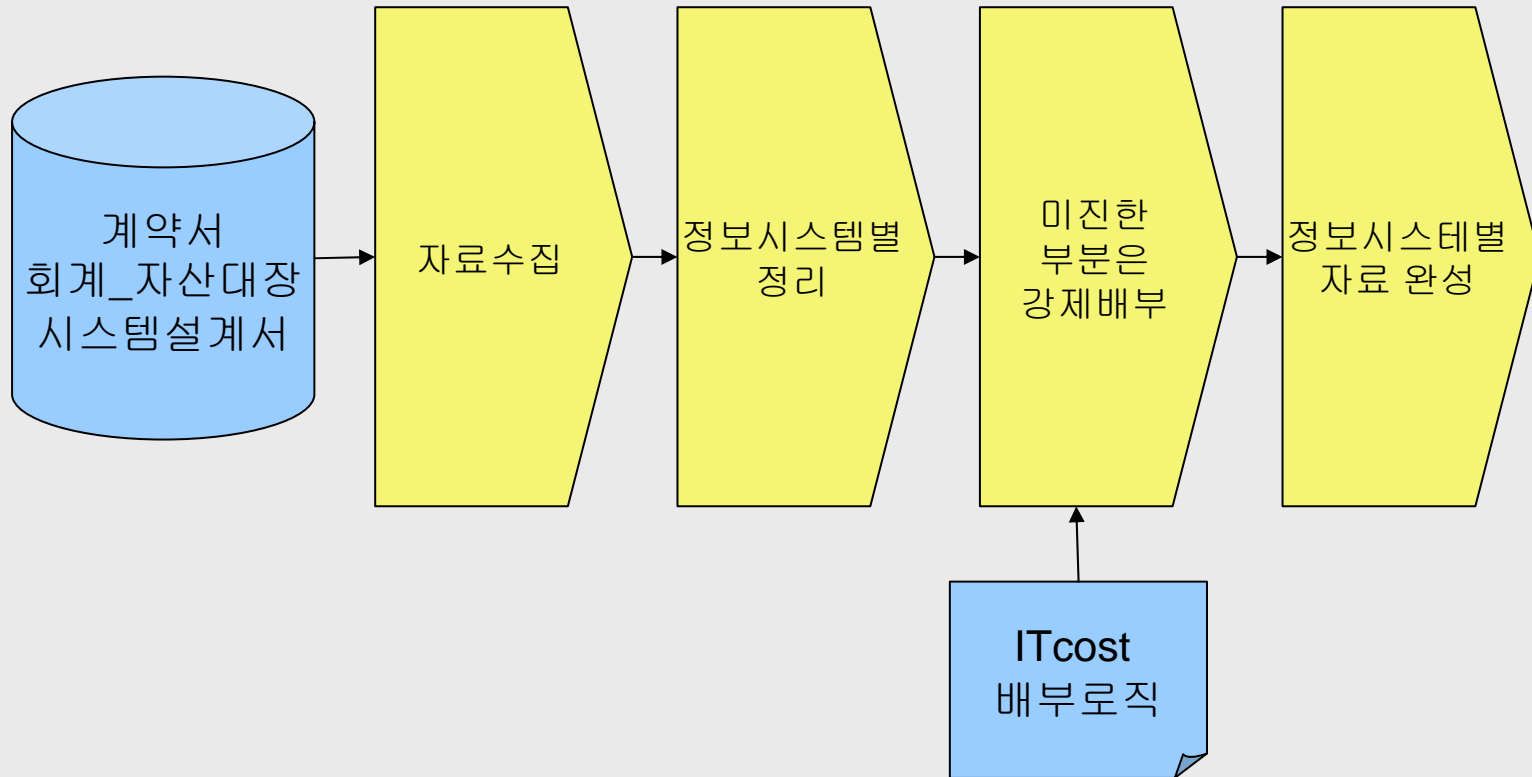 계약서
회계_자산대장
시스템설계서
자료수집
정보시스템별
정리
미진한
부분은
강제배부
정보시스테별
자료 완성
ITcost
배부로직